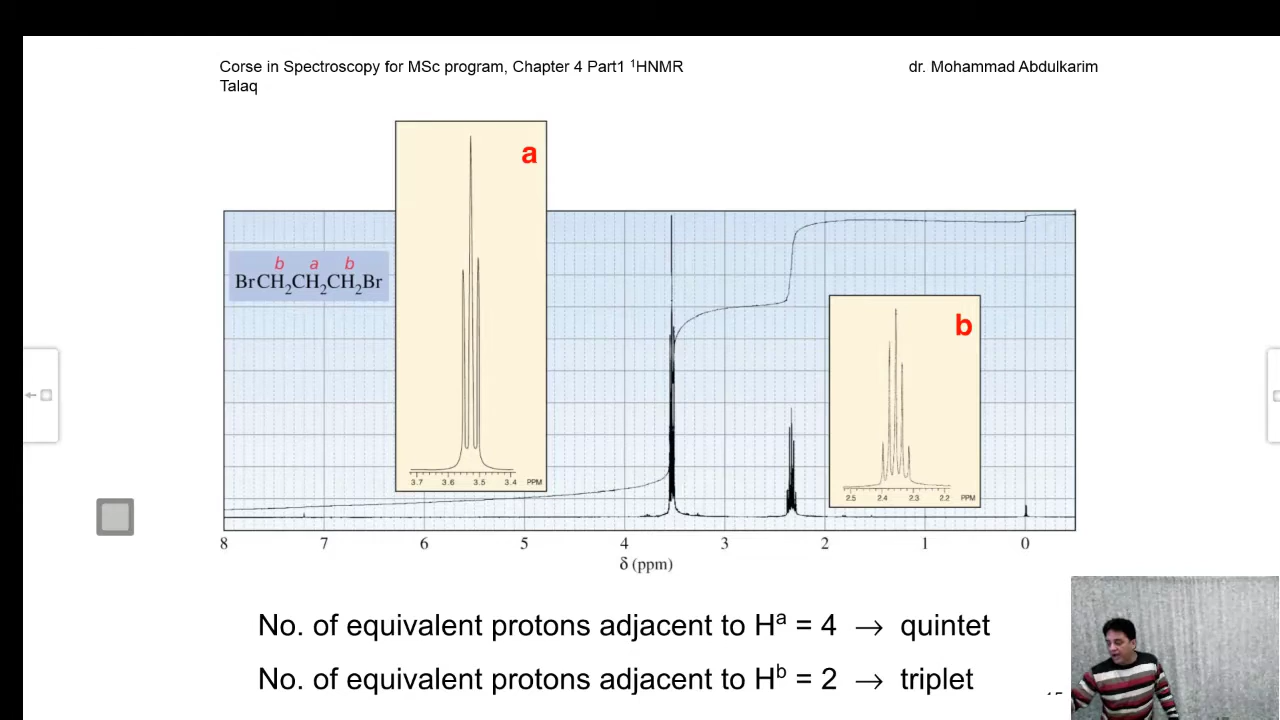 Corse in Spectroscopy for MSc program, Chapter 4 Part1 ¹HNMR dr. Mohammad Abdulkarim
Talaq
a
b a b
BrCH₂CH₂CH₂Br
b
3.7 3.6 3.5 3.4 PPM
2.5 2.4 2.3 2.2 PPM
8 7 6 5 4 3 2 1 0
δ (ppm)
No. of equivalent protons adjacent to Hᵃ = 4 → quintet
No. of equivalent protons adjacent to Hᵇ = 2 → triplet